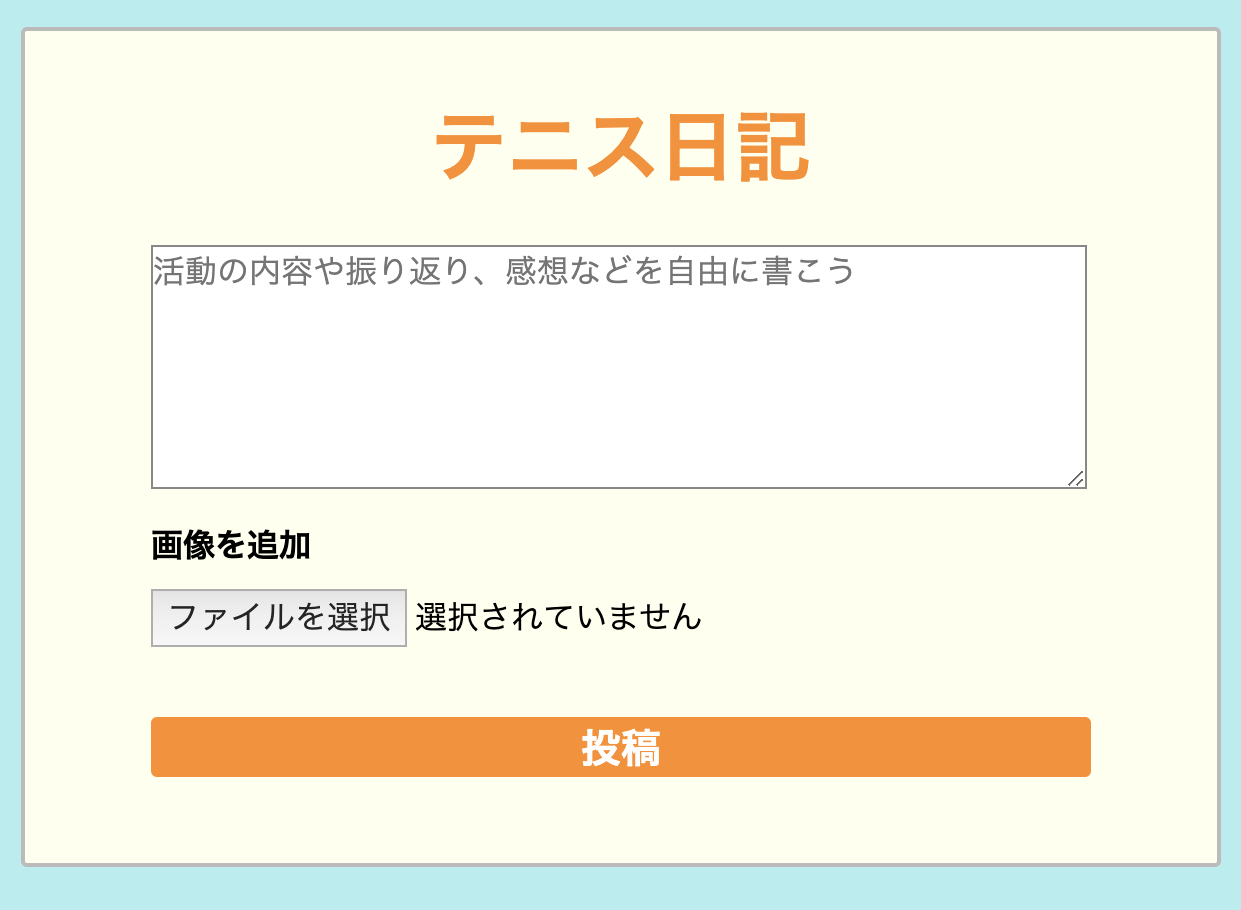 テニス日記
活動の内容や振り返り、感想などを自由に書こう
画像を追加
ファイルを選択 選択されていません
投稿